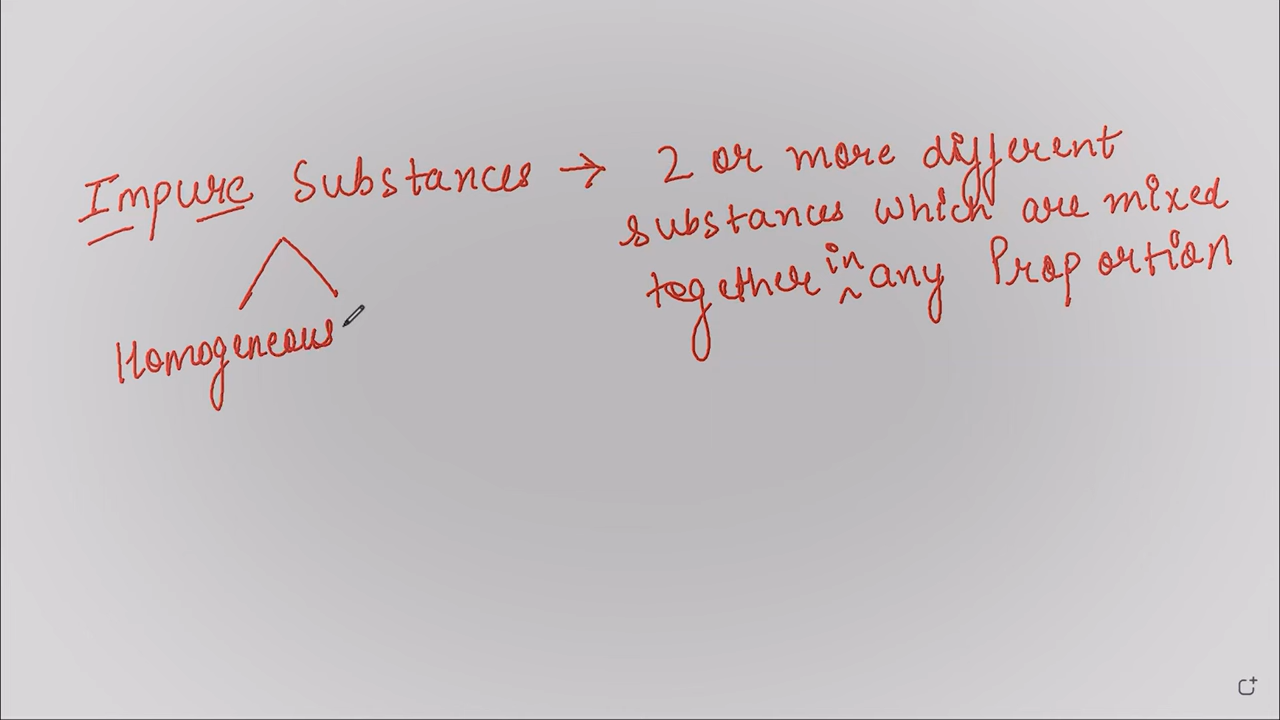 Impure Substances → 2 or more different
substances which are mixed
together in any Proportion
Homogeneous